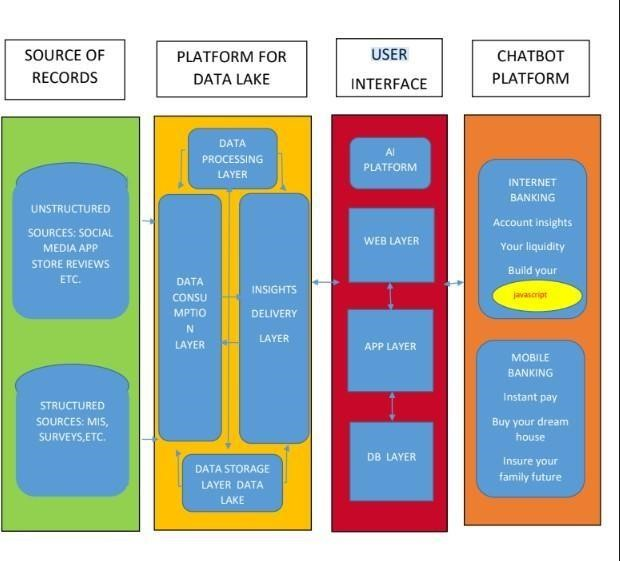 SOURCE OF
RECORDS
PLATFORM FOR
DATA LAKE
USER
INTERFACE
CHATBOT
PLATFORM
UNSTRUCTURED
SOURCES: SOCIAL
MEDIA APP
STORE REVIEWS
ETC.
STRUCTURED
SOURCES: MIS,
SURVEYS,ETC.
DATA
PROCESSING
LAYER
DATA
CONSU
MPTIO
N
LAYER
INSIGHTS
DELIVERY
LAYER
DATA STORAGE
LAYER DATA
LAKE
AI
PLATFORM
WEB LAYER
APP LAYER
DB LAYER
INTERNET
BANKING
Account insights
Your liquidity
Build your
javascript
MOBILE
BANKING
Instant pay
Buy your dream
house
Insure your
family future